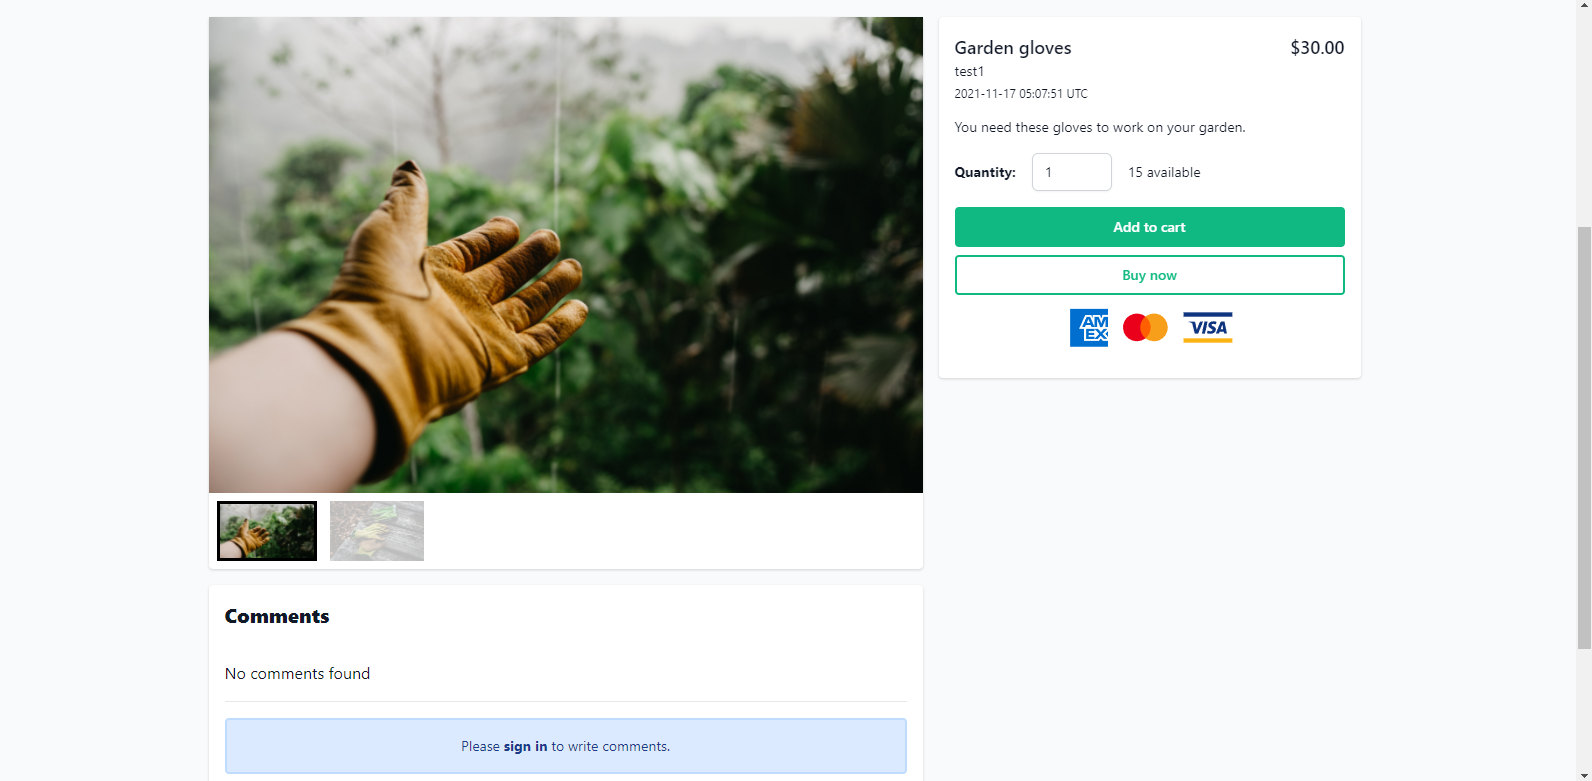 Garden gloves $30.00
test1
2021-11-17 05:07:51 UTC
You need these gloves to work on your garden.
Quantity: 1 15 available
Add to cart
Buy now
AM
EX
VISA
Comments
No comments found
Please sign in to write comments.